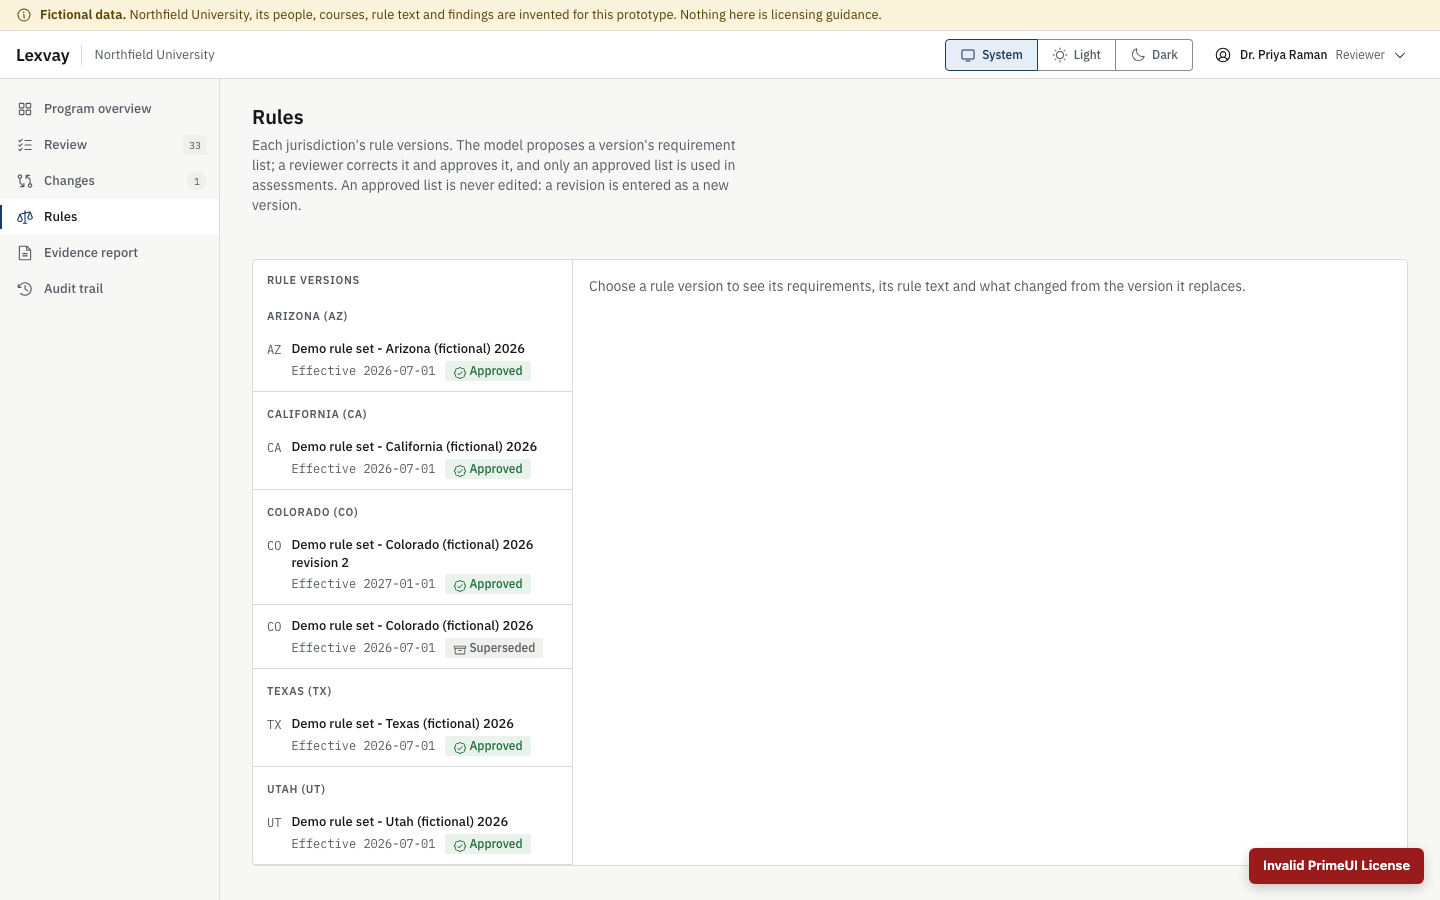 Fictional data. Northfield University, its people, courses, rule text and findings are invented for this prototype. Nothing here is licensing guidance.
Lexvay
Northfield University
System
Light
Dark
Dr. Priya Raman Reviewer
Program overview
Review 33
Changes 1
Rules
Evidence report
Audit trail
Rules
Each jurisdiction's rule versions. The model proposes a version's requirement
list; a reviewer corrects it and approves it, and only an approved list is used in
assessments. An approved list is never edited: a revision is entered as a new
version.
RULE VERSIONS
ARIZONA (AZ)
AZ Demo rule set - Arizona (fictional) 2026
Effective 2026-07-01 Approved
CALIFORNIA (CA)
CA Demo rule set - California (fictional) 2026
Effective 2026-07-01 Approved
COLORADO (CO)
CO Demo rule set - Colorado (fictional) 2026
revision 2
Effective 2027-01-01 Approved
CO Demo rule set - Colorado (fictional) 2026
Effective 2026-07-01 Superseded
TEXAS (TX)
TX Demo rule set - Texas (fictional) 2026
Effective 2026-07-01 Approved
UTAH (UT)
UT Demo rule set - Utah (fictional) 2026
Effective 2026-07-01 Approved
Choose a rule version to see its requirements, its rule text and what changed from the version it replaces.
Invalid PrimeUI License